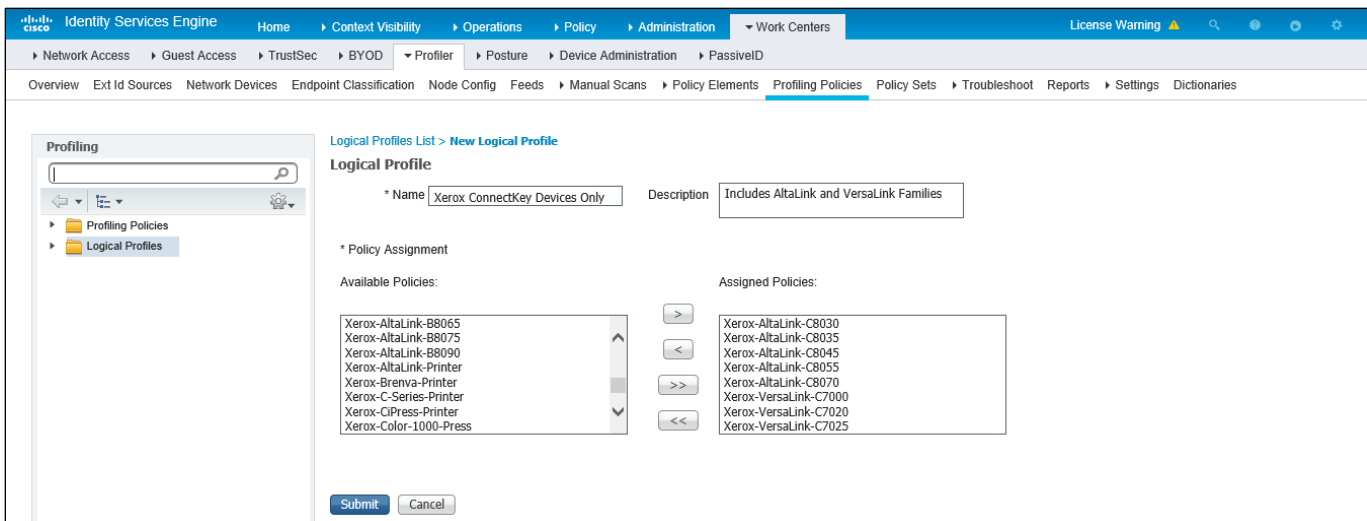 cisco Identity Services Engine Home Context Visibility Operations Policy Administration Work Centers License Warning
Network Access Guest Access TrustSec BYOD Profiler Posture Device Administration PassiveID
Overview Ext Id Sources Network Devices Endpoint Classification Node Config Feeds Manual Scans Policy Elements Profiling Policies Policy Sets Troubleshoot Reports Settings Dictionaries
Profiling
Profiling Policies
Logical Profiles
Logical Profiles List > New Logical Profile
Logical Profile
* Name Xerox ConnectKey Devices Only Description Includes AltaLink and VersaLink Families
* Policy Assignment
Available Policies:
Xerox-AltaLink-B8065
Xerox-AltaLink-B8075
Xerox-AltaLink-B8090
Xerox-AltaLink-Printer
Xerox-Brenva-Printer
Xerox-C-Series-Printer
Xerox-CiPress-Printer
Xerox-Color-1000-Press
>
<
>>
<<
Assigned Policies:
Xerox-AltaLink-C8030
Xerox-AltaLink-C8035
Xerox-AltaLink-C8045
Xerox-AltaLink-C8055
Xerox-AltaLink-C8070
Xerox-VersaLink-C7000
Xerox-VersaLink-C7020
Xerox-VersaLink-C7025
Submit Cancel